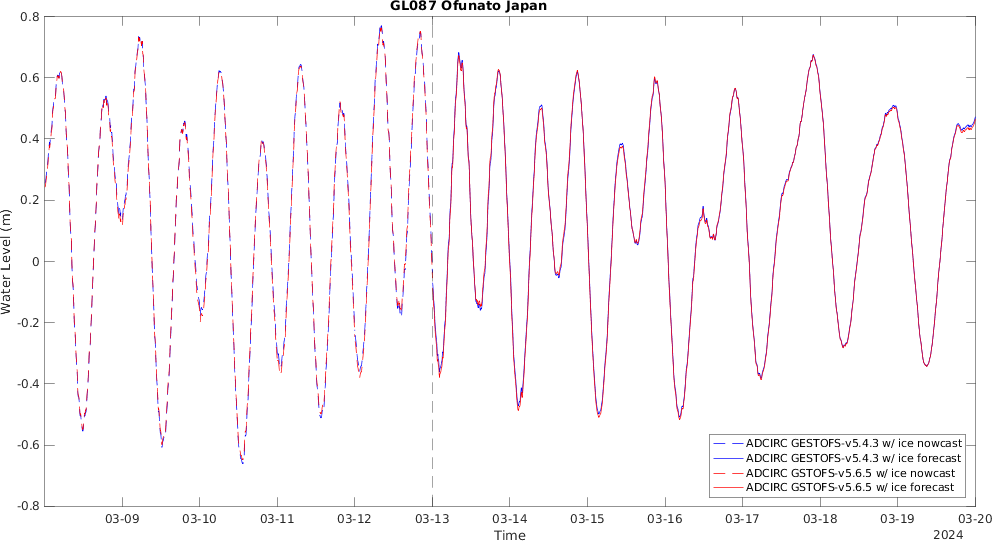 GL087 Ofunato Japan
0.8
0.6
0.4
0.2
0
-0.2
-0.4
-0.6
-0.8
Water Level (m)
03-09 03-10 03-11 03-12 03-13 03-14 03-15 03-16 03-17 03-18 03-19 03-20
Time
2024
ADCIRC GESTOFS-v5.4.3 w/ ice nowcast
ADCIRC GESTOFS-v5.4.3 w/ ice forecast
ADCIRC GSTOFS-v5.6.5 w/ ice nowcast
ADCIRC GSTOFS-v5.6.5 w/ ice forecast